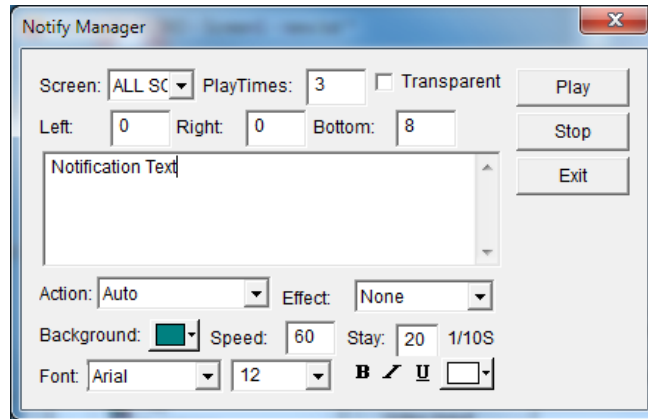 Notify Manager
Screen: ALL SC PlayTimes: 3 Transparent Play
Left: 0 Right: 0 Bottom: 8 Stop
Notification Text Exit
Action: Auto Effect: None
Background: Speed: 60 Stay: 20 1/10S
Font: Arial 12 B I U